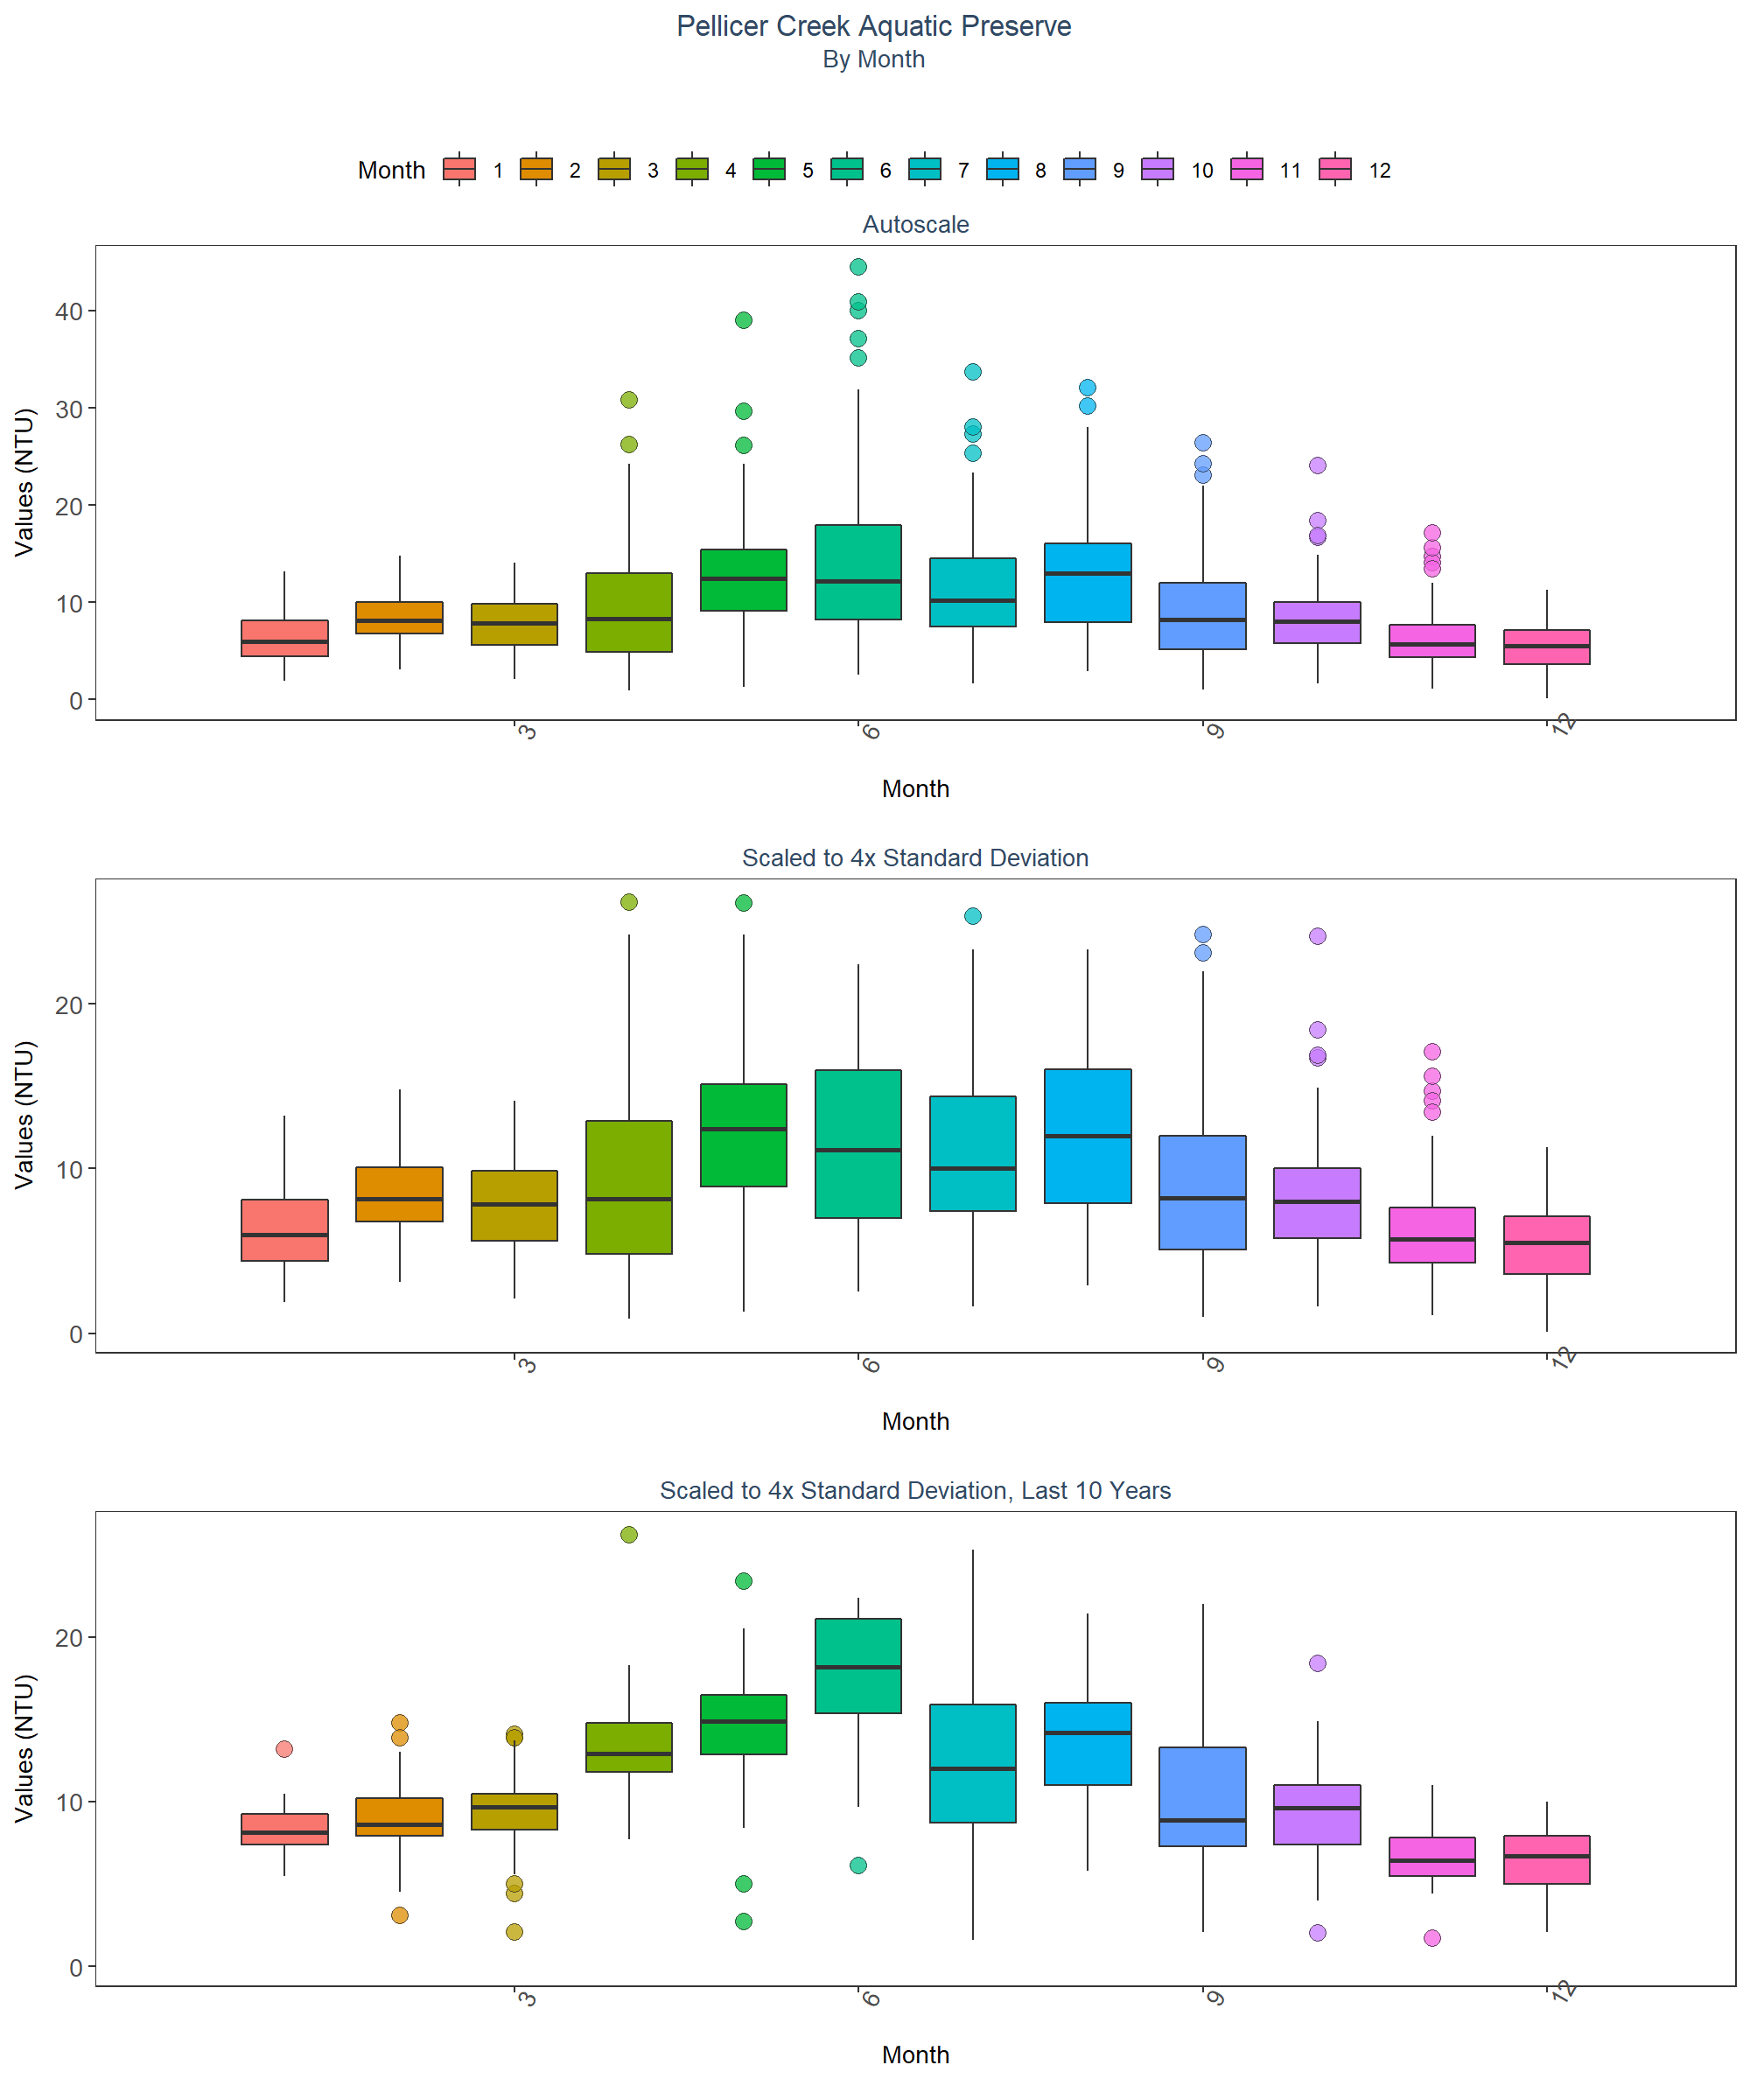 Pellicer Creek Aquatic Preserve
By Month
Month 1 2 3 4 5 6 7 8 9 10 11 12
Autoscale
Values (NTU)
40
30
20
10
0
3 6 9 12
Month
Scaled to 4x Standard Deviation
Values (NTU)
20
10
0
3 6 9 12
Month
Scaled to 4x Standard Deviation, Last 10 Years
Values (NTU)
20
10
0
3 6 9 12
Month